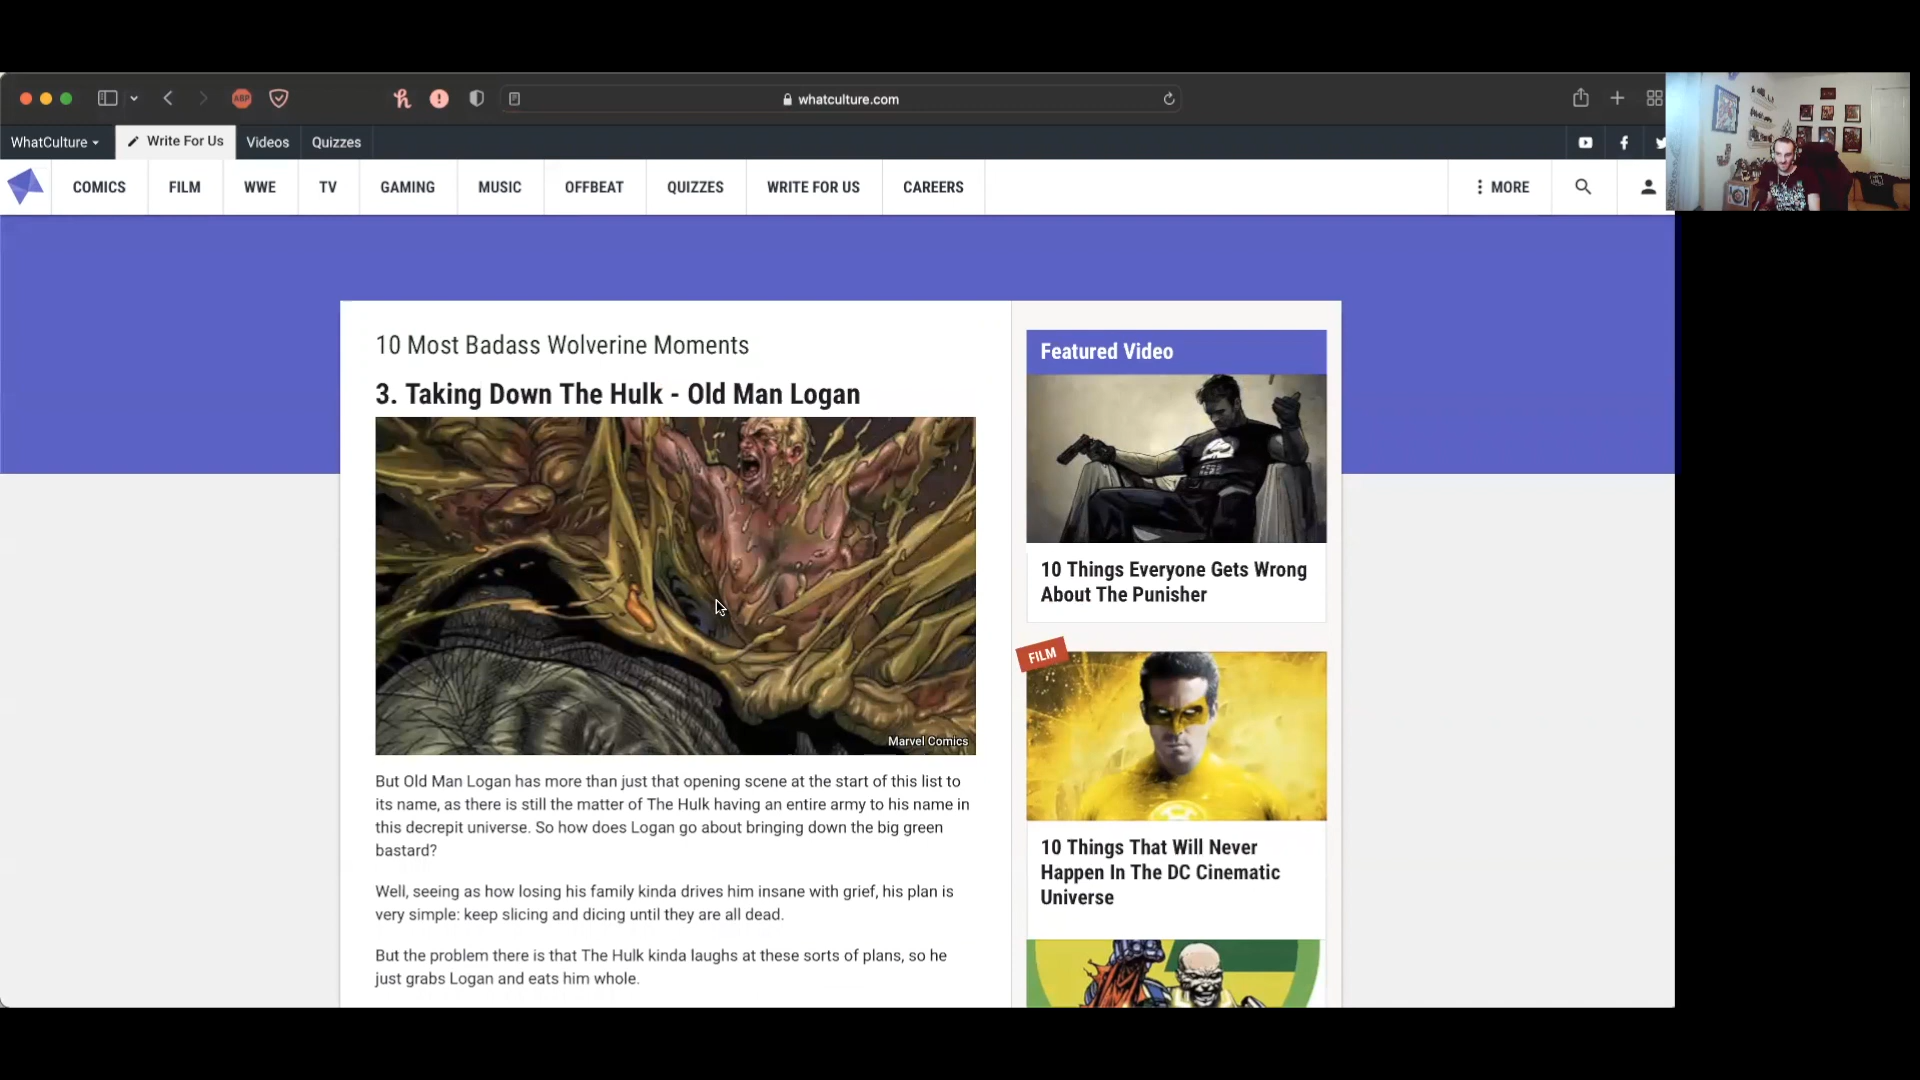 whatculture.com
WhatCulture
Write For Us
Videos
Quizzes
COMICS
FILM
WWE
TV
GAMING
MUSIC
OFFBEAT
QUIZZES
WRITE FOR US
CAREERS
MORE
10 Most Badass Wolverine Moments
3. Taking Down The Hulk - Old Man Logan
Marvel Comics
But Old Man Logan has more than just that opening scene at the start of this list to
its name, as there is still the matter of The Hulk having an entire army to his name in
this decrepit universe. So how does Logan go about bringing down the big green
bastard?
Well, seeing as how losing his family kinda drives him insane with grief, his plan is
very simple: keep slicing and dicing until they are all dead.
But the problem there is that The Hulk kinda laughs at these sorts of plans, so he
just grabs Logan and eats him whole.
Featured Video
10 Things Everyone Gets Wrong
About The Punisher
FILM
10 Things That Will Never
Happen In The DC Cinematic
Universe
ABP